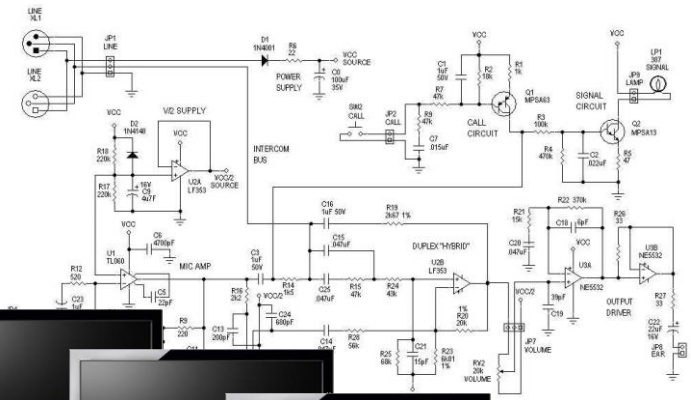 LINE
XL1
LINE
XL2
JP1
LINE
D1
1N4001
R6
22
VCC
SOURCE
POWER
SUPPLY
C8
100uF
35V
VCC
C1
1uF
50V
R2
10k
R1
1k
R7
47k
Q1
MPSA63
SW2
CALL
JP2
CALL
R9
47k
C7
.015uF
CALL
CIRCUIT
VCC
LP1
387
SIGNAL
JP9
LAMP
SIGNAL
CIRCUIT
R3
100k
Q2
MPSA13
R4
470k
C2
.022uF
R5
47
VCC
V/2 SUPPLY
D2
1N4148
VCC
R18
220k
R17
220k
16V
C9
4u7F
U2A
LF353
VCC/2
SOURCE
INTERCOM
BUS
VCC
C6
4700pF
U1
TL060
MIC AMP
R12
520
C23
1uF
C5
22pF
R9
220
C3
1uF
50V
R16
2k2
VCC/2
C13
200pF
C24
680pF
R14
1k5
C16
1uF 50V
C15
.047uF
R19
2k67 1%
C25
.047uF
R15
47k
R24
43k
DUPLEX "HYBRID"
U2B
LF353
C14
R28
56k
1%
R20
20k
R25
68k
C21
15pF
R23
6k81
1%
RV2
20K
VOLUME
JP7
VOLUME
VCC/2
R21
15k
C20
.047uF
R22 370k
C18
6pF
VCC
U3A
NE5532
39pF
C19
R26
33
U3B
NE5532
OUTPUT
DRIVER
R27
33
C22
22uF
16V
JP8
EAR